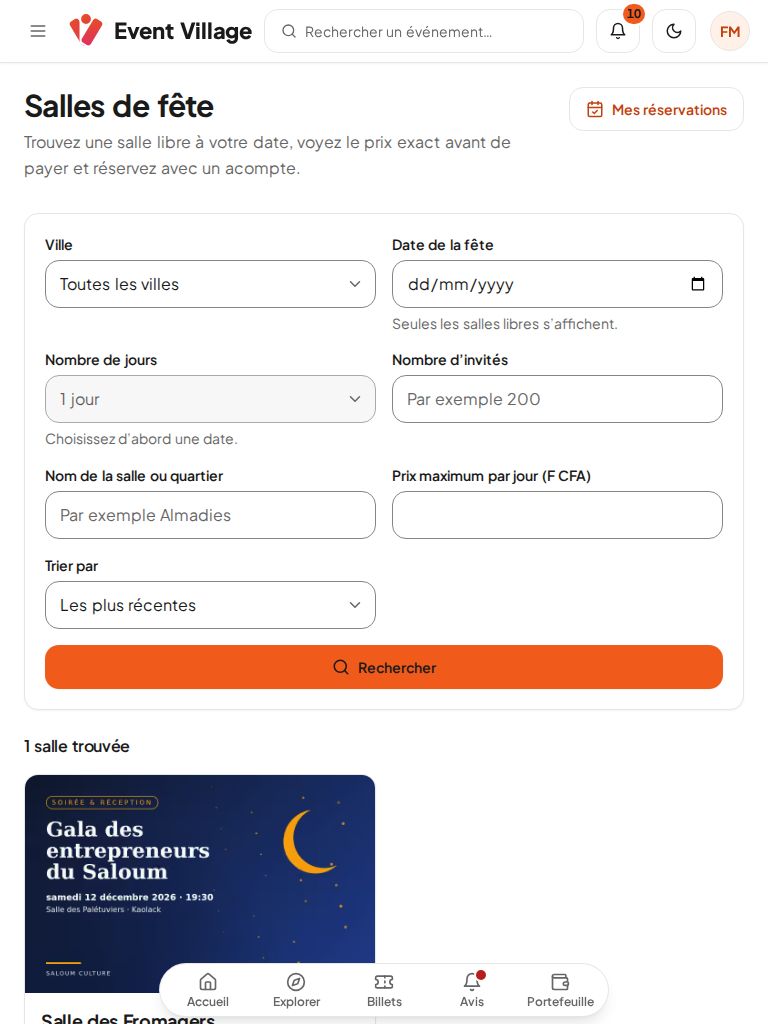 Event Village
Rechercher un événement...
10
FM
Salles de fête
Mes réservations
Trouvez une salle libre à votre date, voyez le prix exact avant de
payer et réservez avec un acompte.
Ville
Date de la fête
Toutes les villes
dd/mm/yyyy
Seules les salles libres s'affichent.
Nombre de jours
Nombre d'invités
1 jour
Par exemple 200
Choisissez d'abord une date.
Nom de la salle ou quartier
Prix maximum par jour (F CFA)
Par exemple Almadies
Trier par
Les plus récentes
Rechercher
1 salle trouvée
SOIRÉE & RÉCEPTION
Gala des
entrepreneurs
du Saloum
samedi 12 décembre 2026 · 19:30
Salle des Palétuviers · Kaolack
SALOUM CULTURE
Salle des Fromagers
Accueil
Explorer
Billets
Avis
Portefeuille